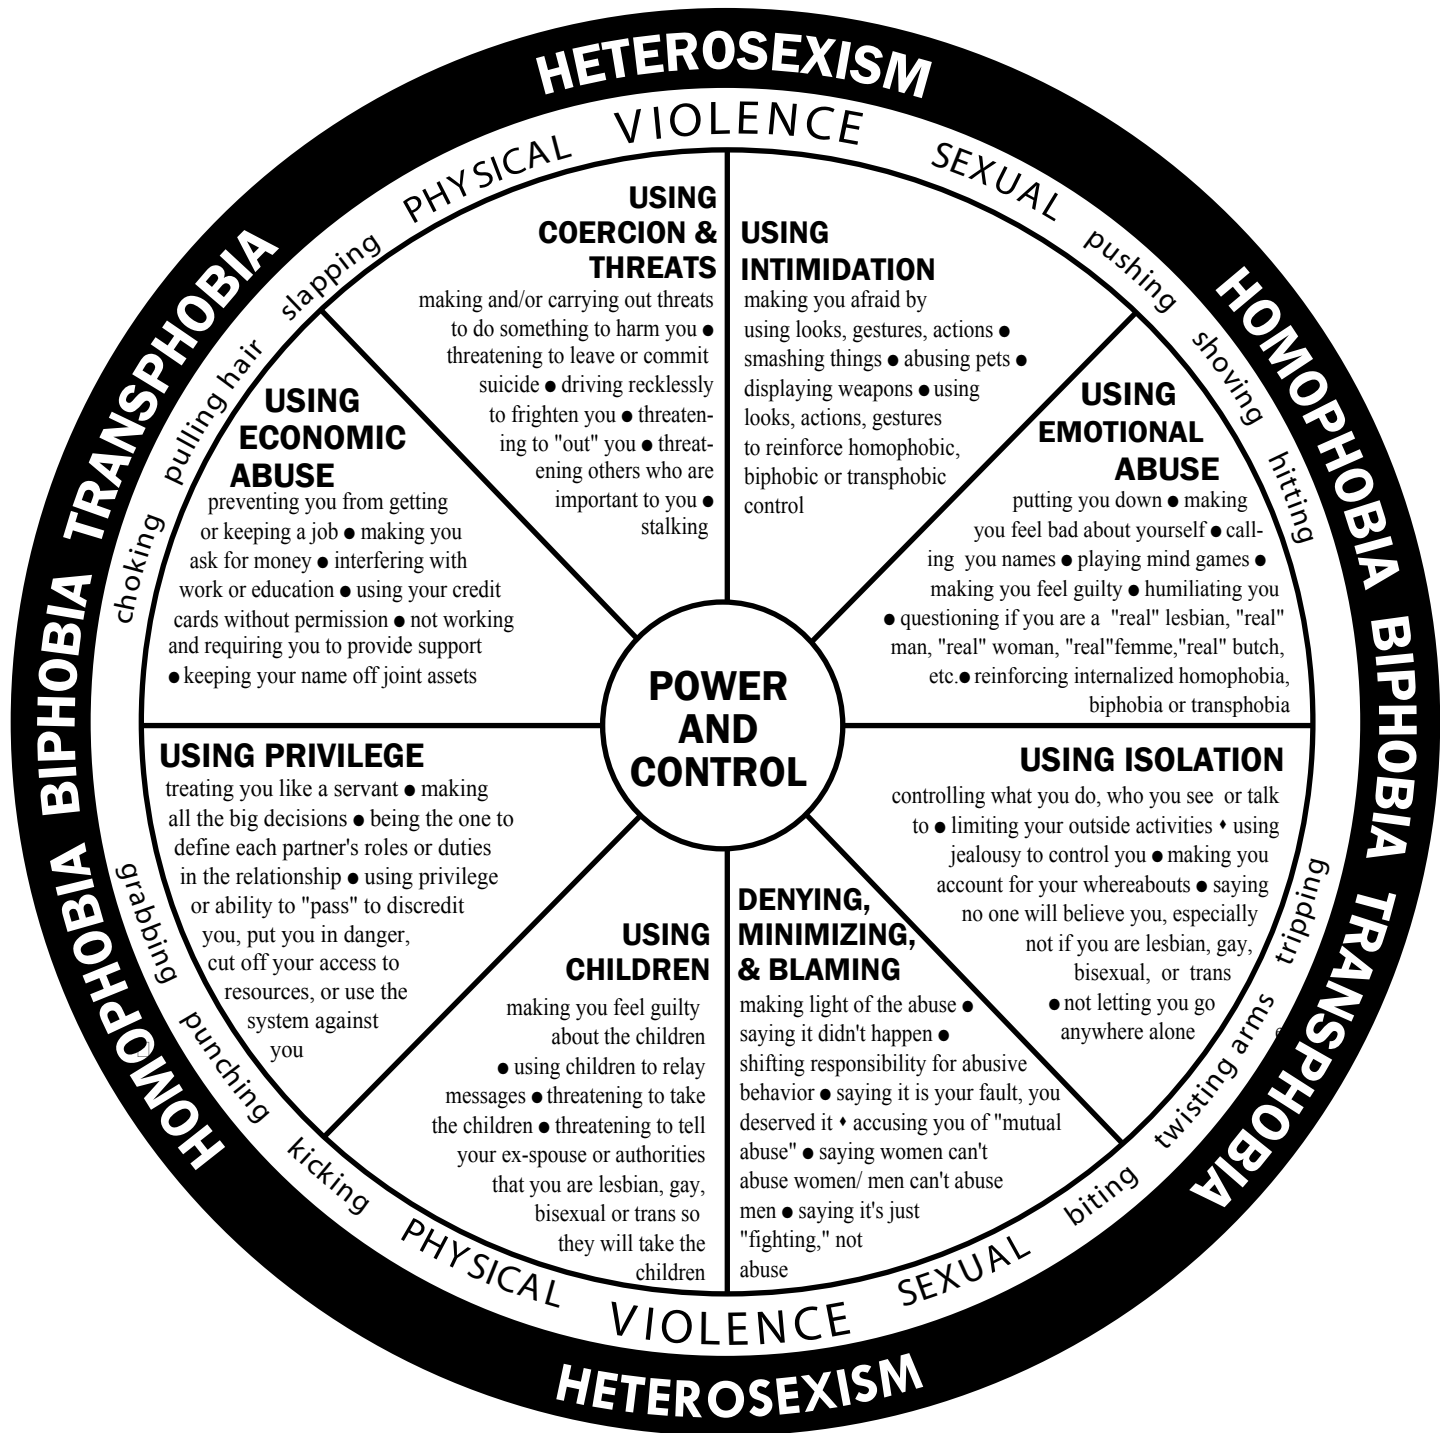 HETEROSEXISM
HOMOPHOBIA BIPHOBIA TRANSPHOBIA
HOMOPHOBIA BIPHOBIA TRANSPHOBIA
HETEROSEXISM
PHYSICAL VIOLENCE SEXUAL
pushing
shoving
hitting
tripping
twisting arms
biting
PHYSICAL VIOLENCE SEXUAL
kicking
punching
grabbing
choking
pulling hair
slapping
USING
COERCION &
THREATS
making and/or carrying out threats
to do something to harm you ●
threatening to leave or commit
suicide ● driving recklessly
to frighten you ● threaten-
ing to "out" you ● threat-
ening others who are
important to you ●
stalking
USING
INTIMIDATION
making you afraid by
using looks, gestures, actions ●
smashing things ● abusing pets ●
displaying weapons ● using
looks, actions, gestures
to reinforce homophobic,
biphobic or transphobic
control
USING
EMOTIONAL
ABUSE
putting you down ● making
you feel bad about yourself ● call-
ing you names ● playing mind games ●
making you feel guilty ● humiliating you
● questioning if you are a "real" lesbian, "real"
man, "real" woman, "real"femme,"real" butch,
etc.● reinforcing internalized homophobia,
biphobia or transphobia
USING ISOLATION
controlling what you do, who you see or talk
to ● limiting your outside activities ♦ using
jealousy to control you ● making you
account for your whereabouts ● saying
no one will believe you, especially
not if you are lesbian, gay,
bisexual, or trans
● not letting you go
anywhere alone
DENYING,
MINIMIZING,
& BLAMING
making light of the abuse ●
saying it didn't happen ●
shifting responsibility for abusive
behavior ● saying it is your fault, you
deserved it ♦ accusing you of "mutual
abuse" ● saying women can't
abuse women/ men can't abuse
men ● saying it's just
"fighting," not
abuse
USING
CHILDREN
making you feel guilty
about the children
● using children to relay
messages ● threatening to take
the children ● threatening to tell
your ex-spouse or authorities
that you are lesbian, gay,
bisexual or trans so
they will take the
children
USING PRIVILEGE
treating you like a servant ● making
all the big decisions ● being the one to
define each partner's roles or duties
in the relationship ● using privilege
or ability to "pass" to discredit
you, put you in danger,
cut off your access to
resources, or use the
system against
you
USING
ECONOMIC
ABUSE
preventing you from getting
or keeping a job ● making you
ask for money ● interfering with
work or education ● using your credit
cards without permission ● not working
and requiring you to provide support
● keeping your name off joint assets
POWER
AND
CONTROL